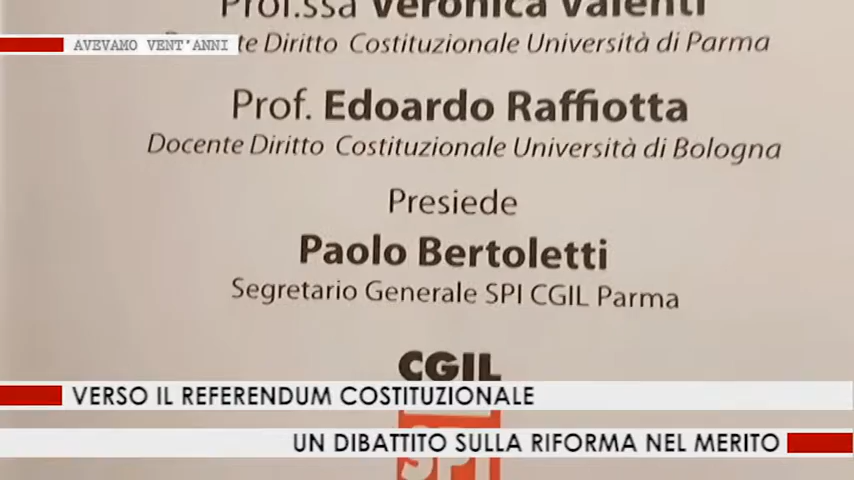 Prof.ssa Veronica Valenti
AVEVAMO VENT'ANNI
te Diritto Costituzionale Università di Parma
Prof. Edoardo Raffiotta
Docente Diritto Costituzionale Università di Bologna
Presiede
Paolo Bertoletti
Segretario Generale SPI CGIL Parma
CGIL
VERSO IL REFERENDUM COSTITUZIONALE
UN DIBATTITO SULLA RIFORMA NEL MERITO
SPI